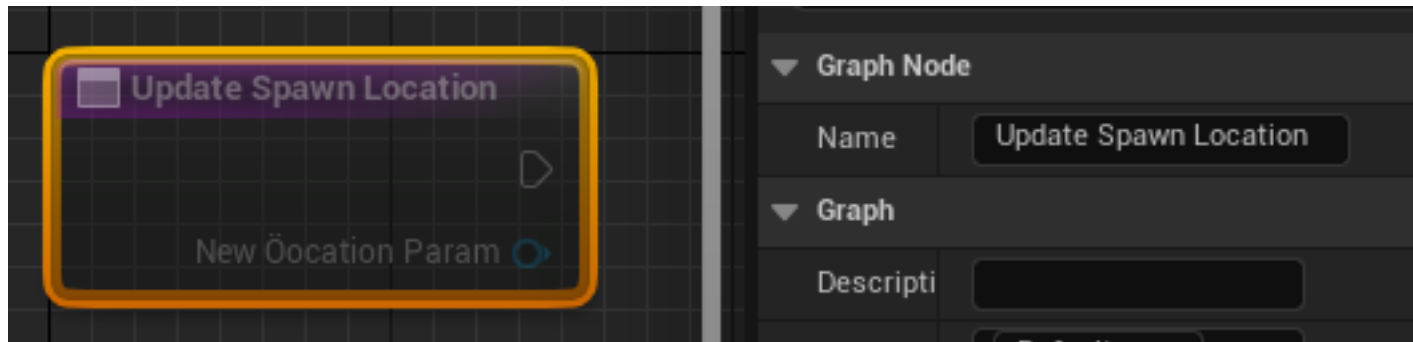 Update Spawn Location
New Öocation Param
Graph Node
Name
Update Spawn Location
Graph
Descripti